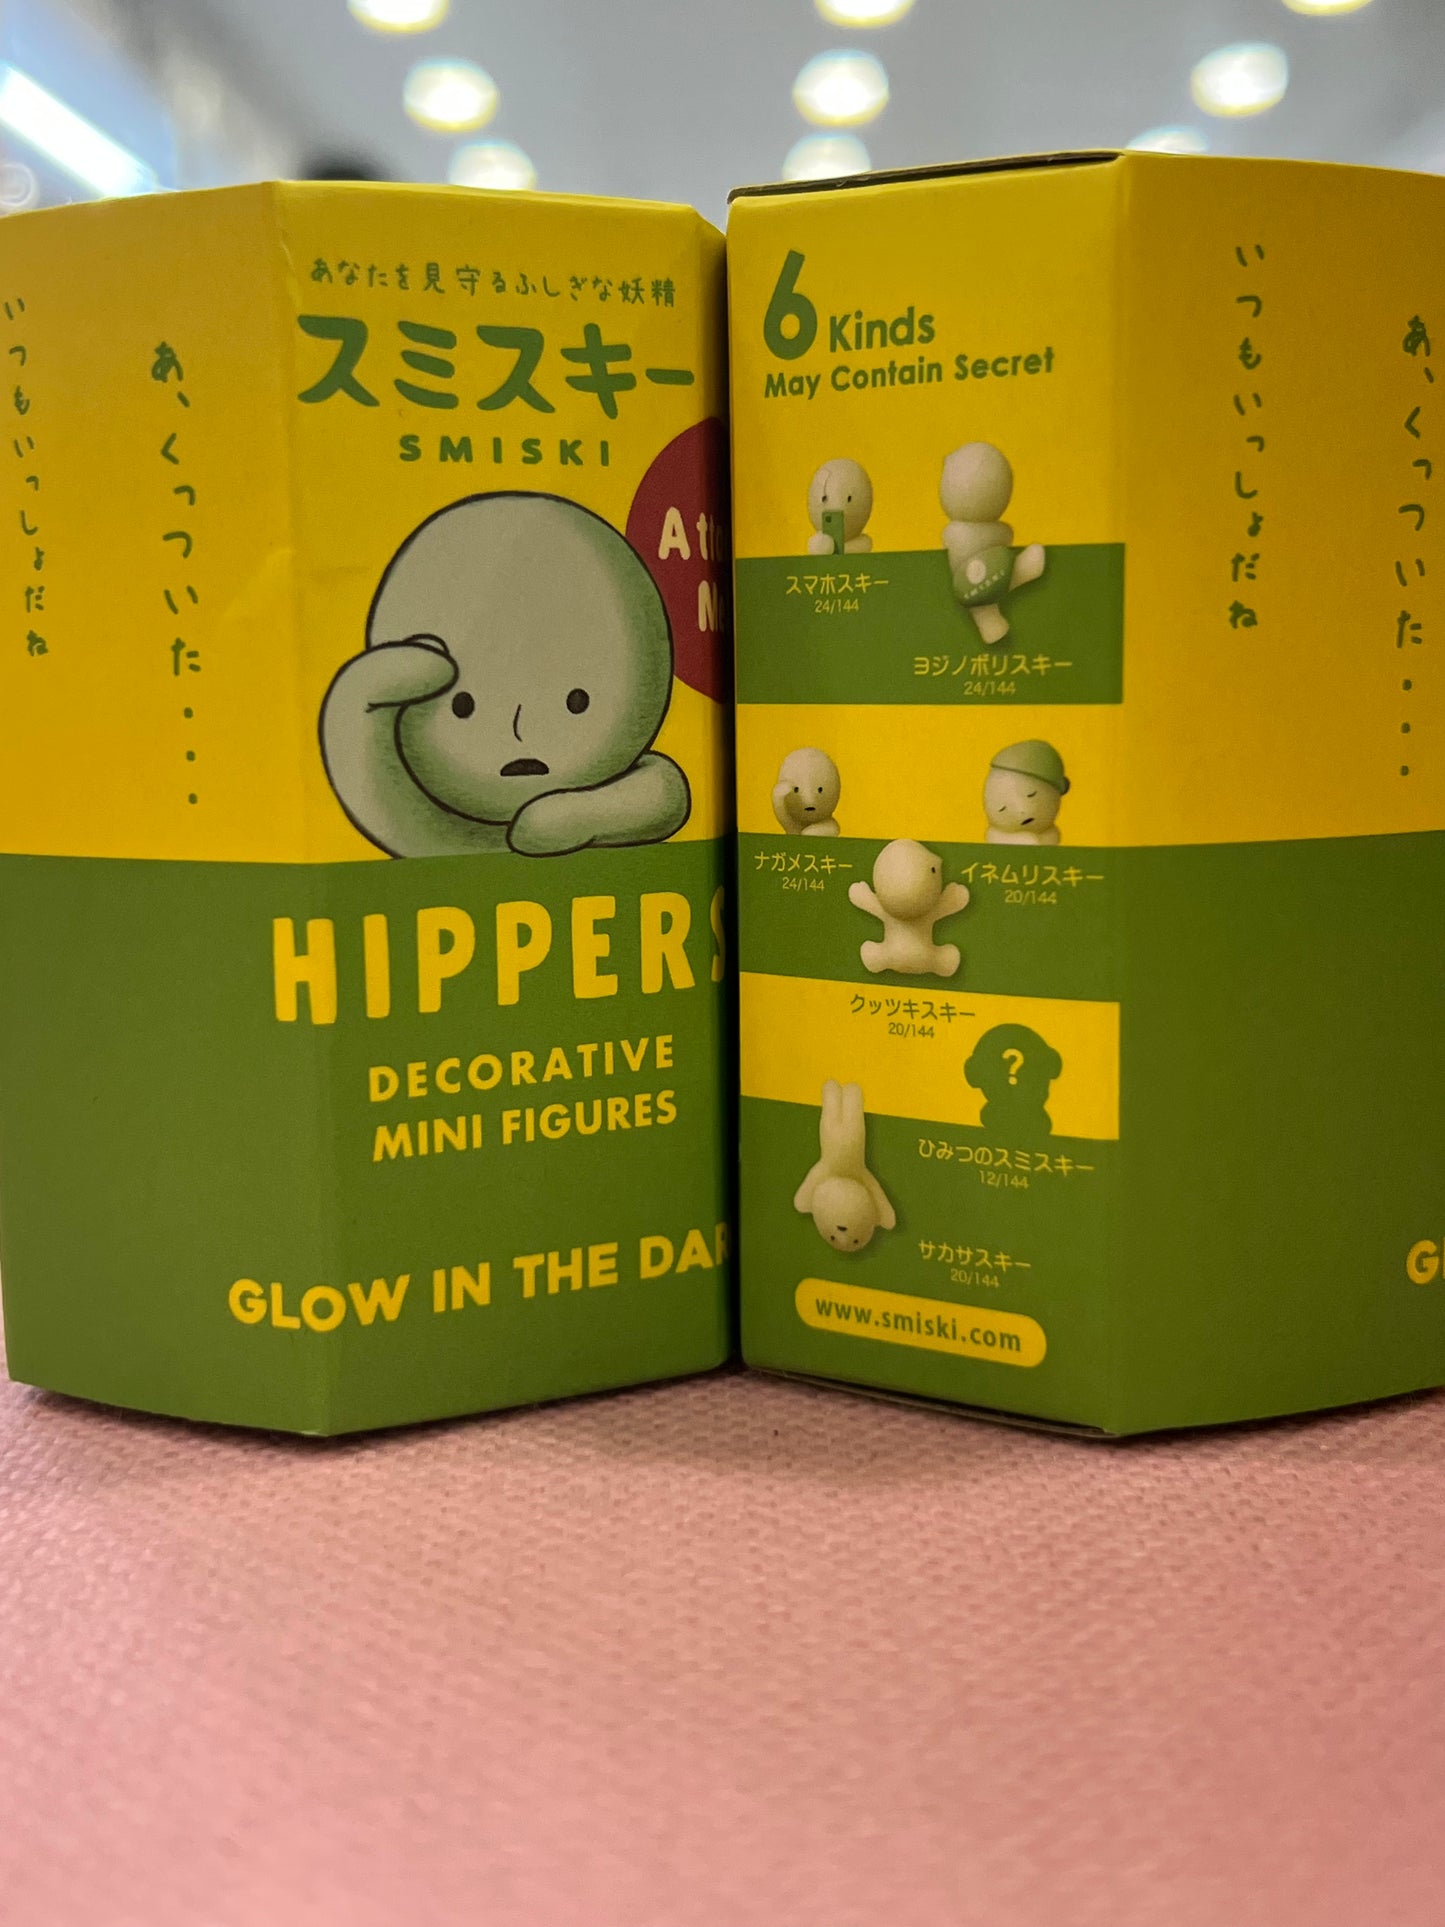 いつもいっしょだね
あ、くっついた・・・・
あなたを見守るふしぎな妖精
スミスキー
SMISKI
A
HIPPERS
DECORATIVE
MINI FIGURES
GLOW IN THE DAR
6 Kinds
May Contain Secret
スマホスキー
24/144
SMISKI
ヨジノボリスキー
24/144
ナガメスキー
24/144
イネムリスキー
20/144
クッツキスキー
20/144
?
ひみつのスミスキー
12/144
サカサスキー
20/144
www.smiski.com
いつもいっしょだね
あ、くっついた・・・・